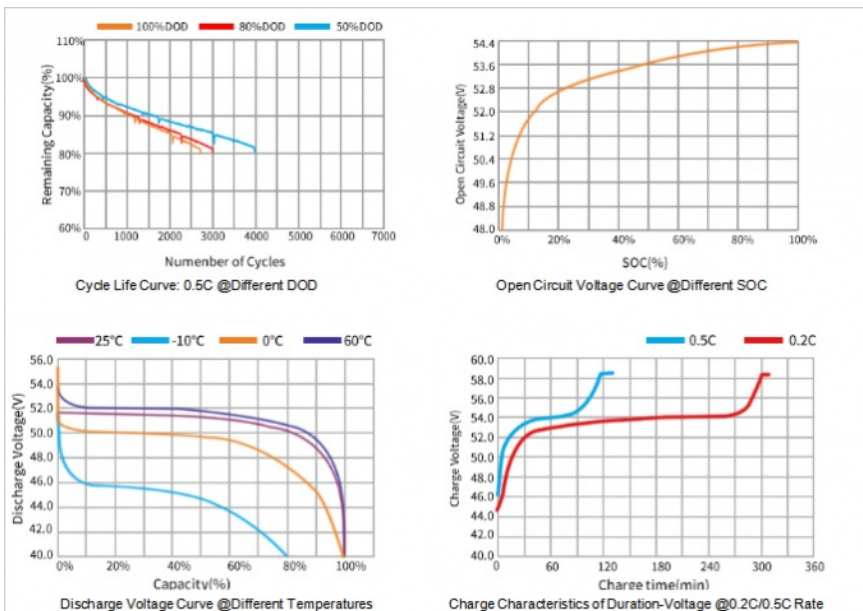 100%DOD 80%DOD 50%DOD
110%
100%
90%
80%
70%
60%
Remaining Capacity(%)
0 1000 2000 3000 4000 5000 6000 7000
Numenber of Cycles
Cycle Life Curve: 0.5C @Different DOD
54.4
53.6
52.8
52.0
51.2
50.4
49.6
48.8
48.0
Open Circuit Voltage(V)
0% 20% 40% 60% 80% 100%
SOC(%)
Open Circuit Voltage Curve @Different SOC
25°C -10°C 0°C 60°C
56.0
54.0
52.0
50.0
48.0
46.0
44.0
42.0
40.0
Discharge Voltage(V)
0% 20% 40% 60% 80% 100%
Capacity(%)
Discharge Voltage Curve @Different Temperatures
0.5C 0.2C
60.0
58.0
56.0
54.0
52.0
50.0
48.0
46.0
44.0
42.0
40.0
Charge Voltage(V)
0 60 120 180 240 300 360
Charge time(min)
Charge Characteristics of Duration-Voltage @0.2C/0.5C Rate